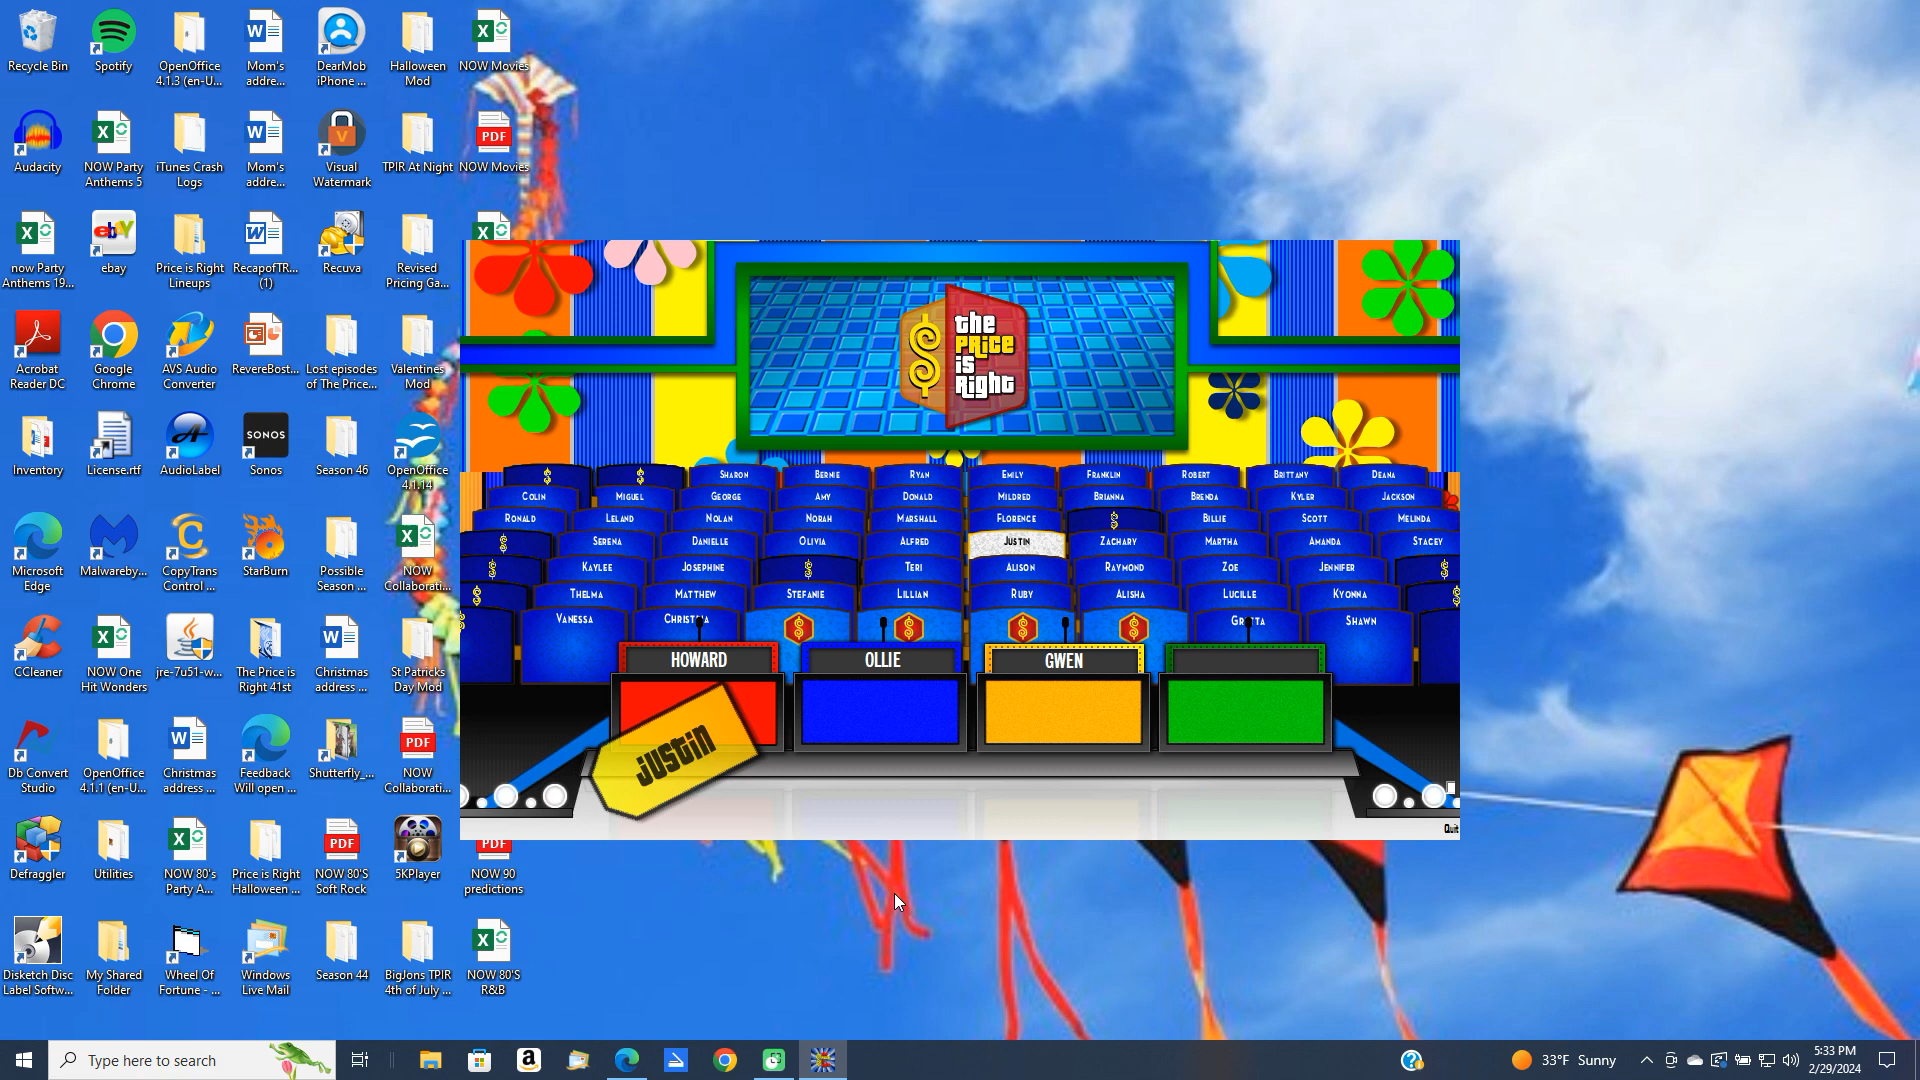 Recycle Bin
Spotify
OpenOffice
4.1.3 (en-U...
Mom's
addre...
DearMob
iPhone ...
Halloween
Mod
NOW Movies
Audacity
NOW Party
Anthems 5
iTunes Crash
Logs
Mom's
addre...
Visual
Watermark
TPIR At Night
PDF
NOW Movies
now Party
Anthems 19...
ebay
Price is Right
Lineups
RecapofTR...
(1)
Recuva
Revised
Pricing Ga...
Acrobat
Reader DC
Google
Chrome
AVS Audio
Converter
RevereBost...
Lost episodes
of The Price...
Valentines
Mod
Inventory
License.rtf
AudioLabel
SONOS
Sonos
Season 46
OpenOffice
4.1.14
Microsoft
Edge
Malwareby...
CopyTrans
Control ...
StarBurn
Possible
Season ...
NOW
Collaborati...
CCleaner
NOW One
Hit Wonders
jre-7u51-w...
The Price is
Right 41st
Christmas
address ...
St Patricks
Day Mod
Db Convert
Studio
OpenOffice
4.1.1 (en-U...
Christmas
address ...
Feedback
Will open ...
Shutterfly_...
PDF
NOW
Collaborati...
Defraggler
Utilities
NOW 80's
Party A...
Price is Right
Halloween ...
PDF
NOW 80'S
Soft Rock
5KPlayer
PDF
NOW 90
predictions
Disketch Disc
Label Softw...
My Shared
Folder
Wheel Of
Fortune - ...
Windows
Live Mail
Season 44
BigJons TPIR
4th of July ...
NOW 80'S
R&B
$ the
PRice
is
Right
SHARON BERNIE RYAN EMILY FRANKLIN ROBERT BRITTANY DEANA
COLIN MIGUEL GEORGE AMY DONALD MILDRED BRIANNA BRENDA KYLER JACKSON
RONALD LELAND NOLAN NORAH MARSHALL FLORENCE BILLIE SCOTT MELINDA
SERENA DANIELLE OLIVIA ALFRED JUSTIN ZACHARY MARTHA AMANDA STACEY
KAYLEE JOSEPHINE TERI ALISON RAYMOND ZOE JENNIFER
THELMA MATTHEW STEFANIE LILLIAN RUBY ALISHA LUCILLE KYONNA
VANESSA SHAWN
HOWARD OLLIE GWEN
JUSTIN
Quit
Type here to search
33°F Sunny
5:33 PM
2/29/2024